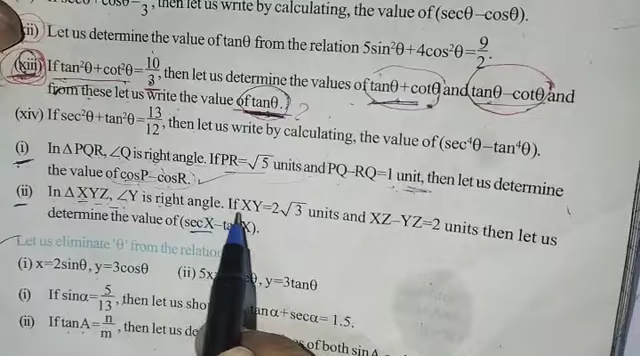 then let us write by calculating, the value of (secθ–cosθ).
ii) Let us determine the value of tanθ from the relation 5sin²θ+4cos²θ=9/2.
(xiii) If tan²θ+cot²θ=10/3, then let us determine the values of tanθ+cotθ and tanθ–cotθ and
from these let us write the value of tanθ. ?
(xiv) If sec²θ+tan²θ=13/12, then let us write by calculating, the value of (sec⁴θ–tan⁴θ).
(i) In ΔPQR, ∠Q is right angle. If PR=√5 units and PQ–RQ=1 unit, then let us determine
the value of cosP–cosR.
(ii) In ΔXYZ, ∠Y is right angle. If XY=2√3 units and XZ–YZ=2 units then let us
determine the value of (secX–ta X).
Let us eliminate 'θ' from the relatio
(i) x=2sinθ, y=3cosθ (ii) 5x θ, y=3tanθ
(i) If sinα=5/13, then let us sho tanα+secα= 1.5.
(ii) If tanA=n/m, then let us de of both sin A